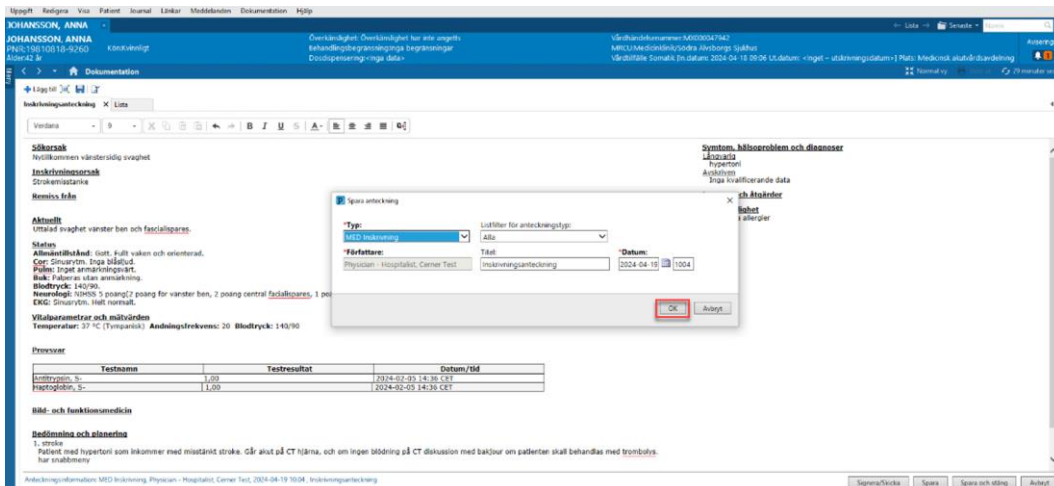 Uppgift Redigera Visa Patient Journal Länkar Meddelanden Dokumentation Hjälp
JOHANSSON, ANNA
Lista
Senaste
Namn
JOHANSSON, ANNA
PNR:19810818-9260
Kön:Kvinnligt
Ålder:42 år
Överkänslighet: Överkänslighet har inte angetts
Behandlingsbegränsning:Inga begränsningar
Dosdispensering:<Inga data>
Vårdhändelsenummer:MX000047942
MRCU:Medicinklinik/Södra Älvsborgs Sjukhus
Vårdtillfälle Somatik [In.datum: 2024-04-18 09:06 Ut.datum: <inget – utskrivningsdatum>] Plats: Medicinsk akutvårdsavdelning
Avisering
Dokumentation
Normal vy
29 minuter
Lägg till
Inskrivningsanteckning
Lista
Verdana
9
Sökorsak
Nytillkommen vänstersidig svaghet
Inskrivningsorsak
Strokemisstanke
Remiss från
Aktuellt
Uttalad svaghet vänster ben och fascialispares.
Status
Allmäntillstånd: Gott. Fullt vaken och orienterad.
Cor: Sinusrytm. Inga blåsljud.
Pulm: Inget anmärkningsvärt.
Buk: Palperas utan anmärkning.
Blodtryck: 140/90.
Neurologi: NIHSS 5 poäng(2 poäng för vänster ben, 2 poäng central facialispares, 1
EKG: Sinusrytm. Helt normalt.
Vitalparametrar och mätvärden
Temperatur: 37 °C (Tympanisk) Andningsfrekvens: 20 Blodtryck: 140/90
Provsvar
Testnamn Testresultat Datum/tid
Antitrypsin, S- 1,00 2024-02-05 14:36 CET
Haptoglobin, S- 1,00 2024-02-05 14:36 CET
Bild- och funktionsmedicin
Bedömning och planering
1. stroke
Patient med hypertoni som inkommer med misstänkt stroke. Går akut på CT hjärna, och om ingen blödning på CT diskussion med bakjour om patienten skall behandlas med trombolys.
har snabbmeny
Symtom, hälsoproblem och diagnoser
Långvarig
hypertoni
Avskriven
Inga kvalificerande data
och åtgärder
allergier
Spara anteckning
*Typ:
Listfilter för anteckningstyp:
MED Inskrivning
Alla
*Författare:
Titel:
*Datum:
Physician - Hospitalist, Cerner Test
Inskrivningsanteckning
2024-04-19
1004
OK
Avbryt
Anteckningsinformation: MED Inskrivning, Physician - Hospitalist, Cerner Test, 2024-04-19 10:04 , Inskrivningsanteckning
Signera/Skicka
Spara
Spara och stäng
Avbryt